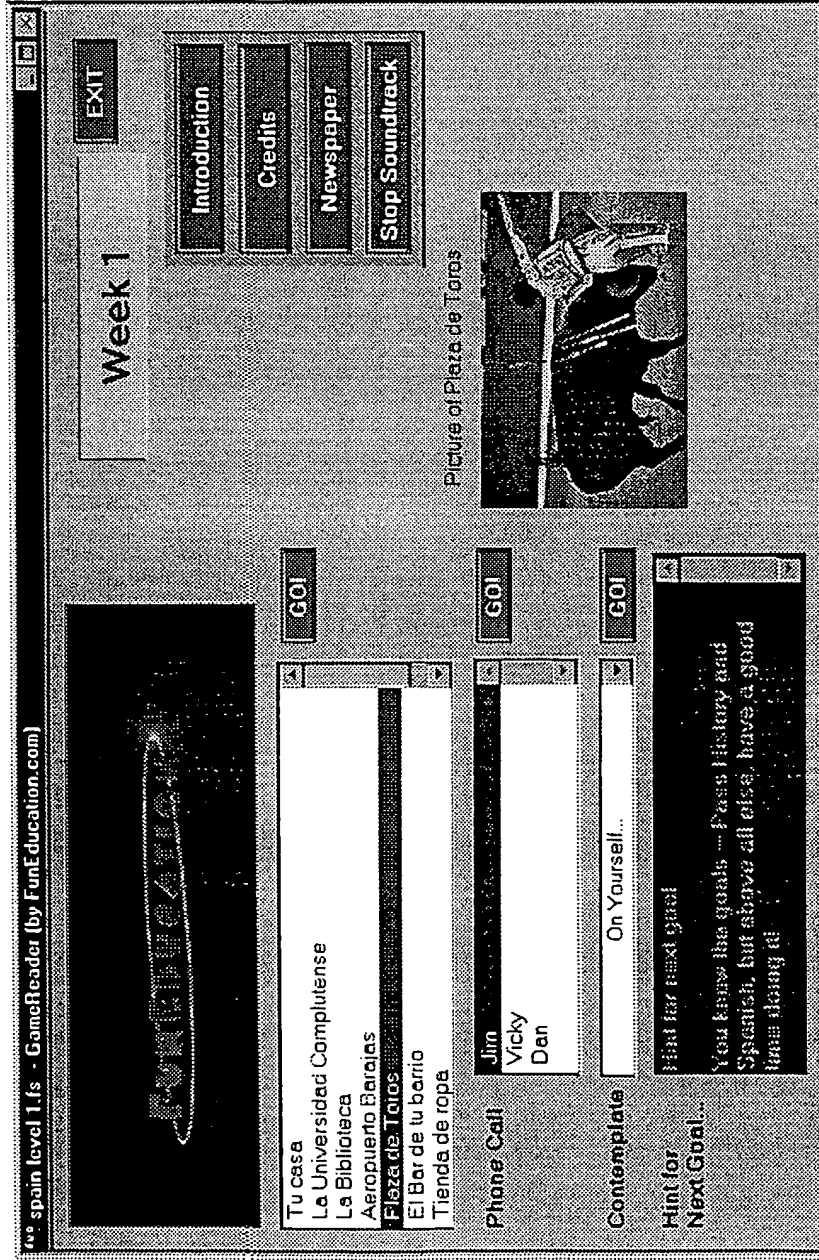 spain level 1.fs - GameReader (by FunEducation.com)
FUNEDUCATION
Week 1
EXIT
Introduction
Credits
Newspaper
Stop Soundtrack
Tu casa
La Universidad Complutense
La Biblioteca
Aeropuerto Barajas
Plaza de Toros
El Bar de tu barrio
Tienda de ropa
GO!
Picture of Plaza de Toros
Phone Call
Jim
Vicky
Dan
GO!
Contemplate
On Yourself...
GO!
Hint for
Next Goal...
Hint for next goal
You know the goals -- Pass History and
Spanish, but above all else, have a good
time doing it!